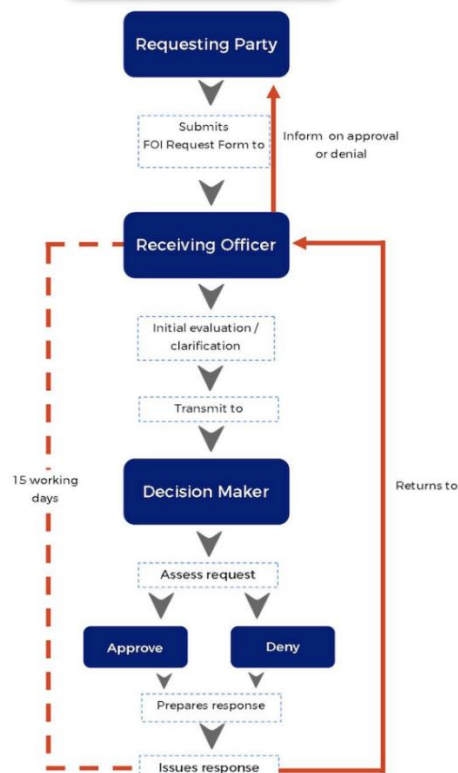 Requesting Party
Submits
FOI Request Form to
Inform on approval
or denial
Receiving Officer
Initial evaluation /
clarification
Transmit to
15 working
days
Decision Maker
Returns to
Assess request
Approve
Deny
Prepares response
Issues response